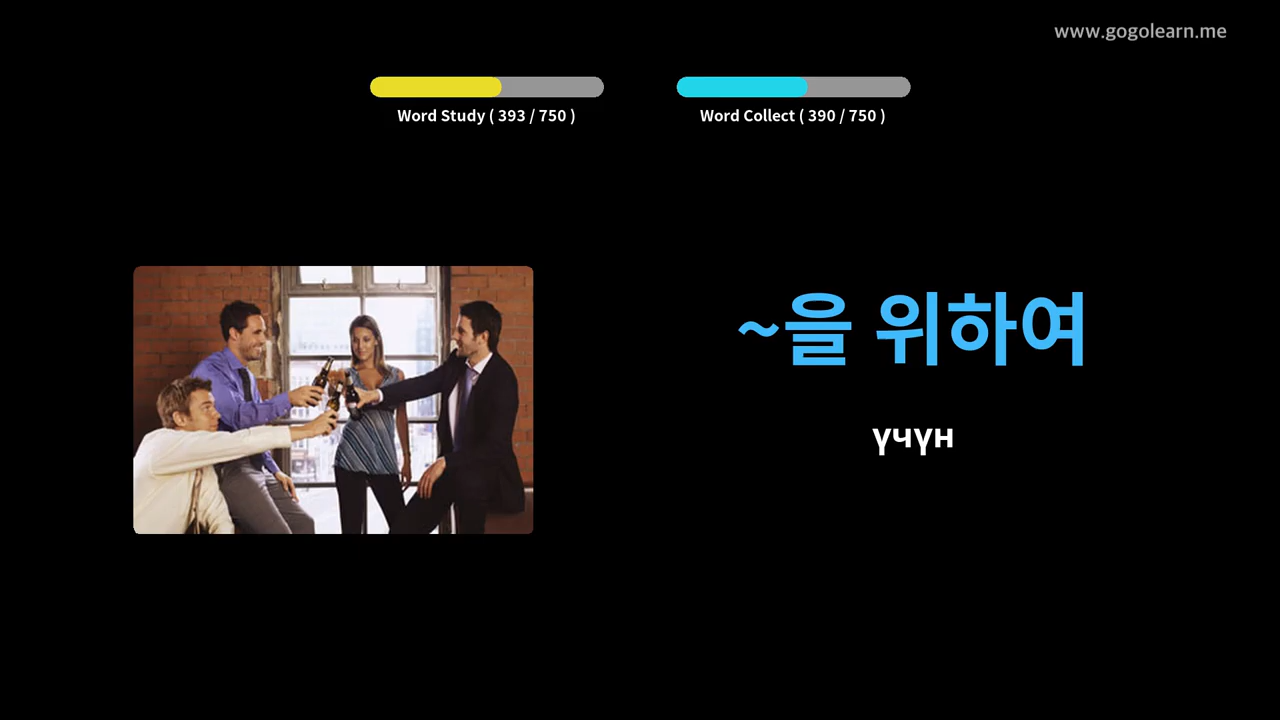 www.gogolearn.me
Word Study ( 393 / 750 )
Word Collect ( 390 / 750 )
~을 위하여
үчүн